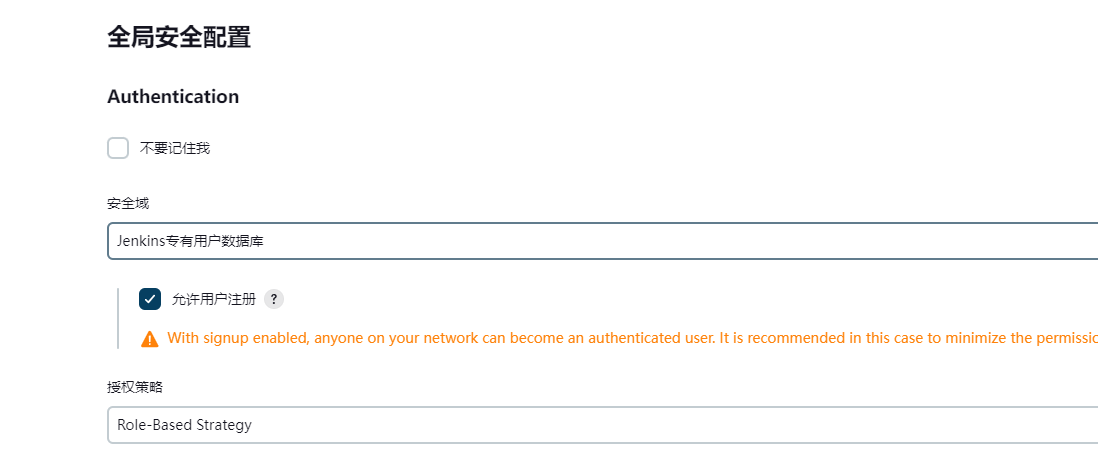 全局安全配置
Authentication
不要记住我
安全域
Jenkins专有用户数据库
允许用户注册 ?
With signup enabled, anyone on your network can become an authenticated user. It is recommended in this case to minimize the
授权策略
Role-Based Strategy